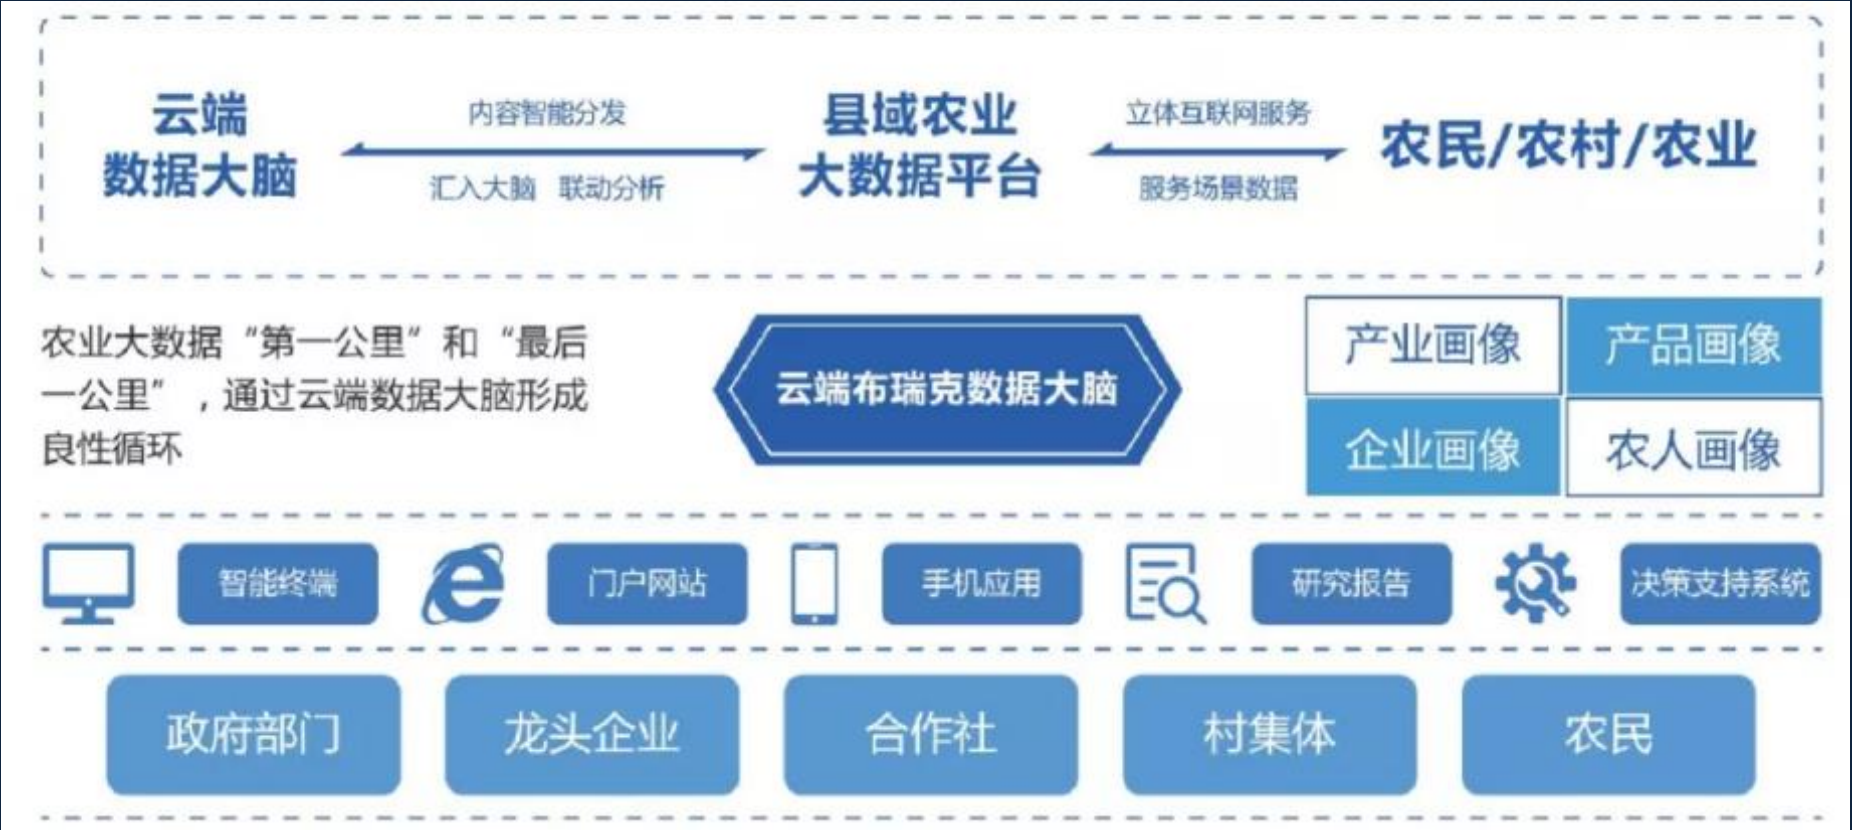 云端
数据大脑
内容智能分发
汇入大脑 联动分析
县域农业
大数据平台
立体互联网服务
服务场景数据
农民/农村/农业
农业大数据“第一公里”和“最后
一公里”,通过云端数据大脑形成
良性循环
云端布瑞克数据大脑
产业画像
产品画像
企业画像
农人画像
智能终端
门户网站
手机应用
研究报告
决策支持系统
政府部门
龙头企业
合作社
村集体
农民